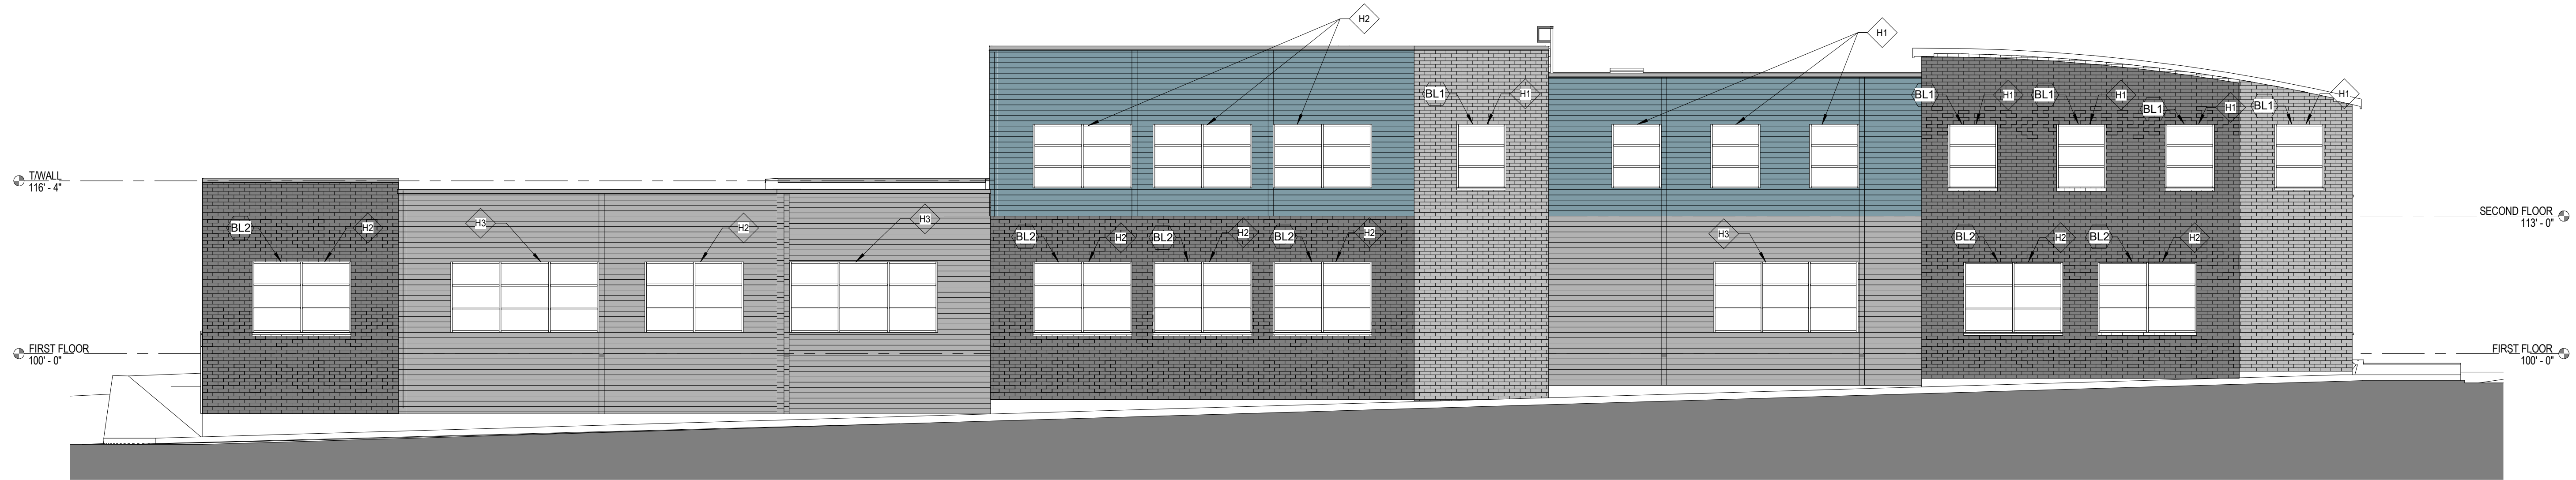 H2
H1
BL1
H1
BL1
H1
BL1
H1
BL1
H1
BL1
H1
T/WALL
116' - 4"
SECOND FLOOR
113' - 0"
BL2
H2
H3
H2
H3
BL2
H2
BL2
H2
BL2
H2
H3
BL2
H2
BL2
H2
FIRST FLOOR
100' - 0"
FIRST FLOOR
100' - 0"